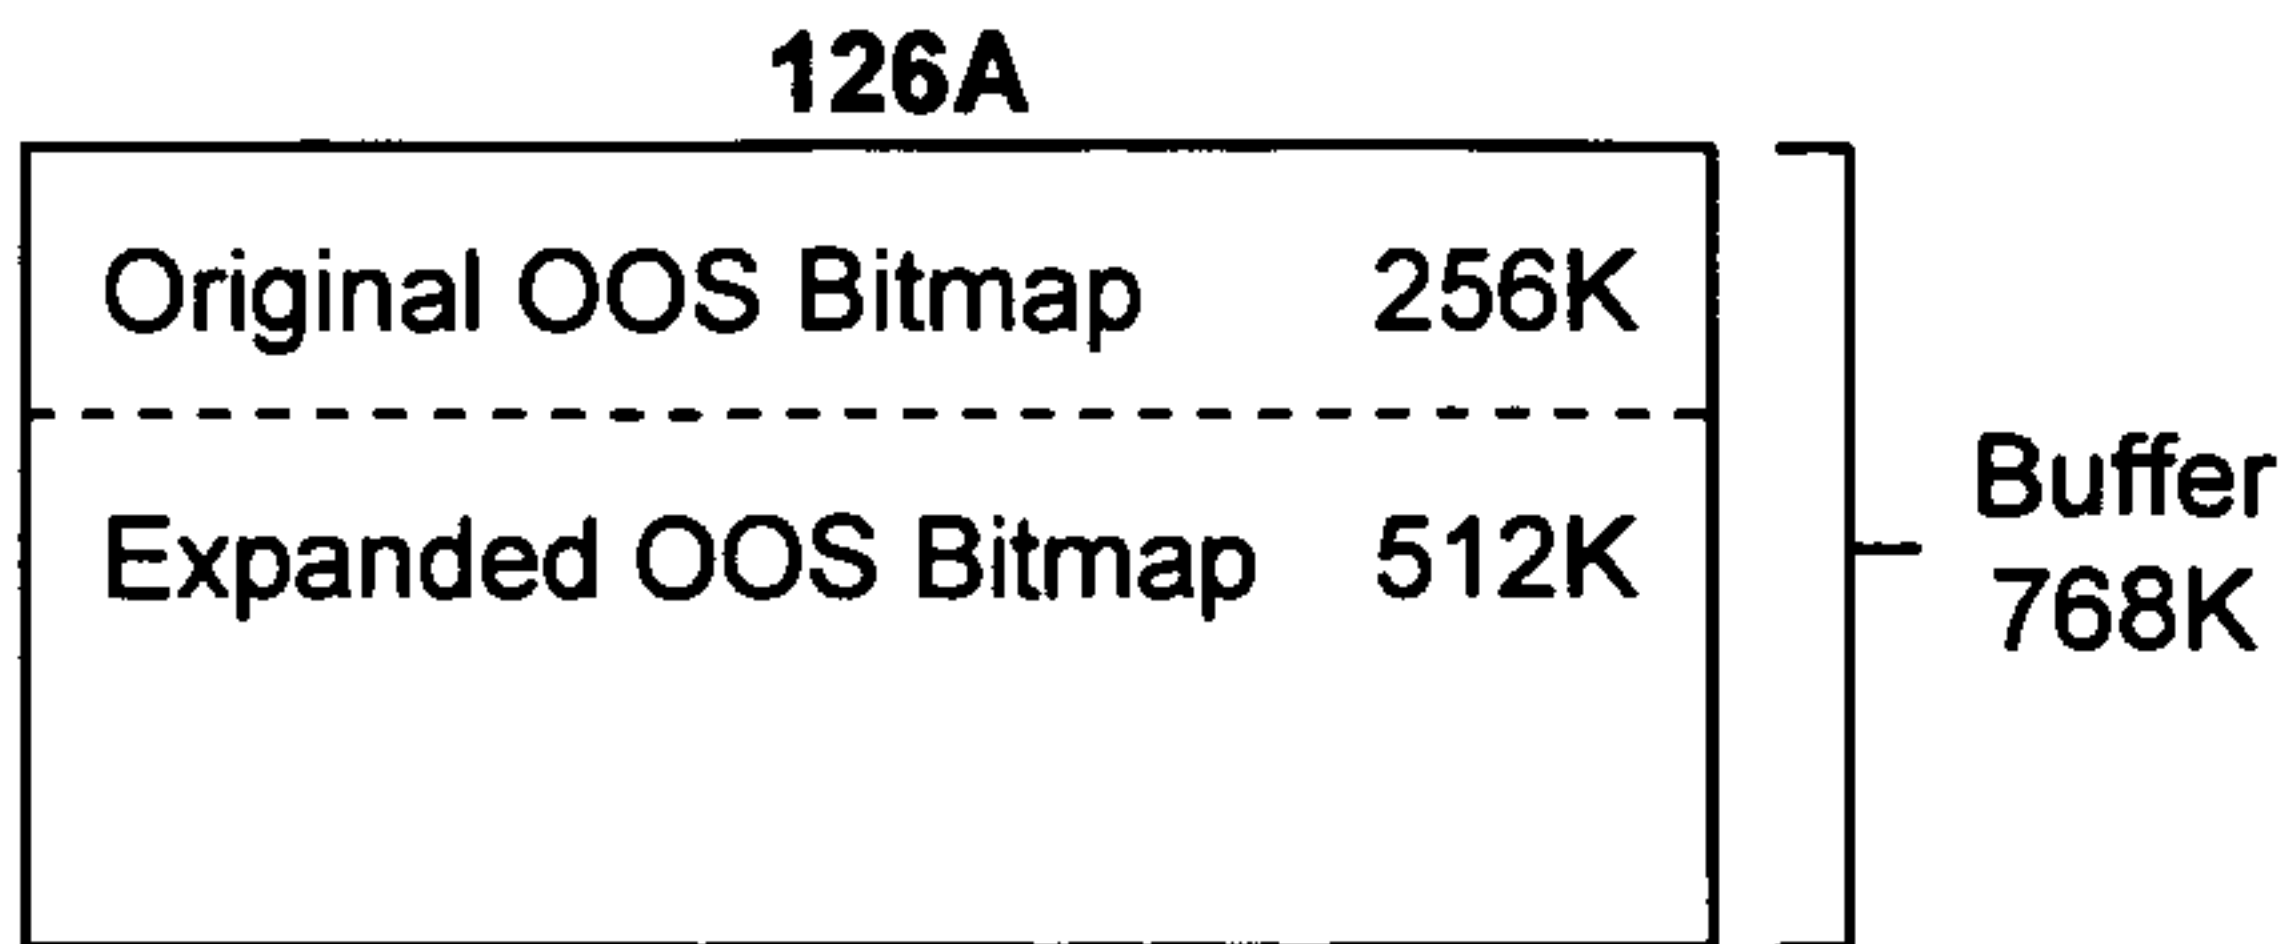 126A
Original OOS Bitmap 256K
Expanded OOS Bitmap 512K
Buffer
768K